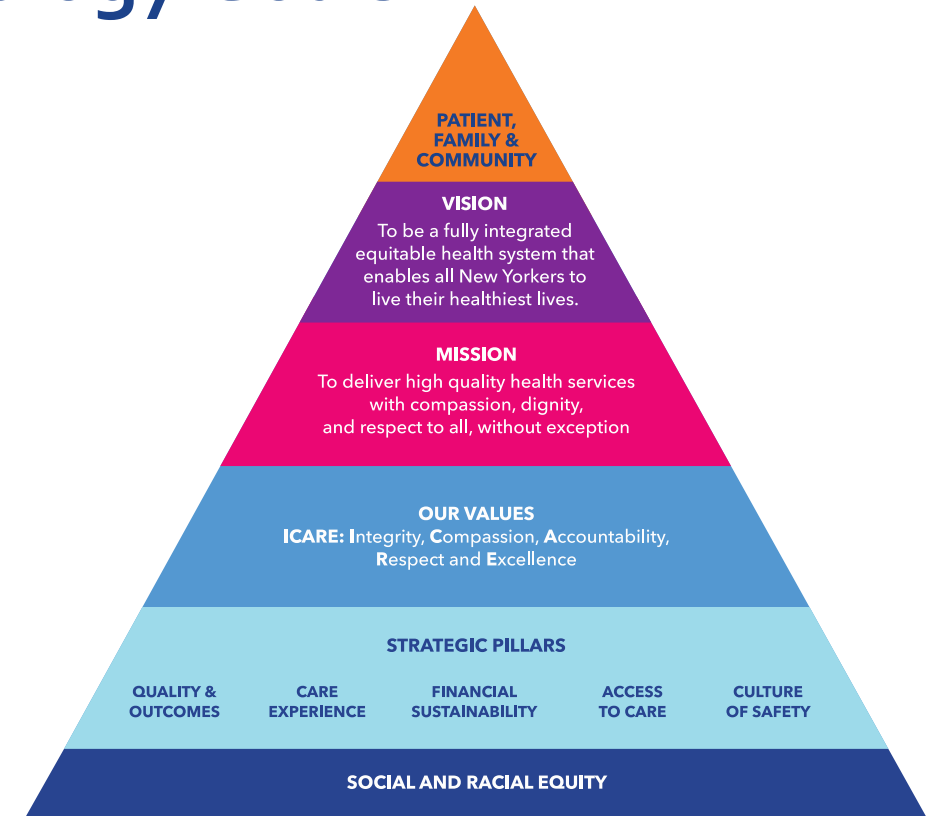 PATIENT,
FAMILY &
COMMUNITY
VISION
To be a fully integrated
equitable health system that
enables all New Yorkers to
live their healthiest lives.
MISSION
To deliver high quality health services
with compassion, dignity,
and respect to all, without exception
OUR VALUES
ICARE: Integrity, Compassion, Accountability,
Respect and Excellence
STRATEGIC PILLARS
QUALITY & CARE FINANCIAL ACCESS CULTURE
OUTCOMES EXPERIENCE SUSTAINABILITY TO CARE OF SAFETY
SOCIAL AND RACIAL EQUITY